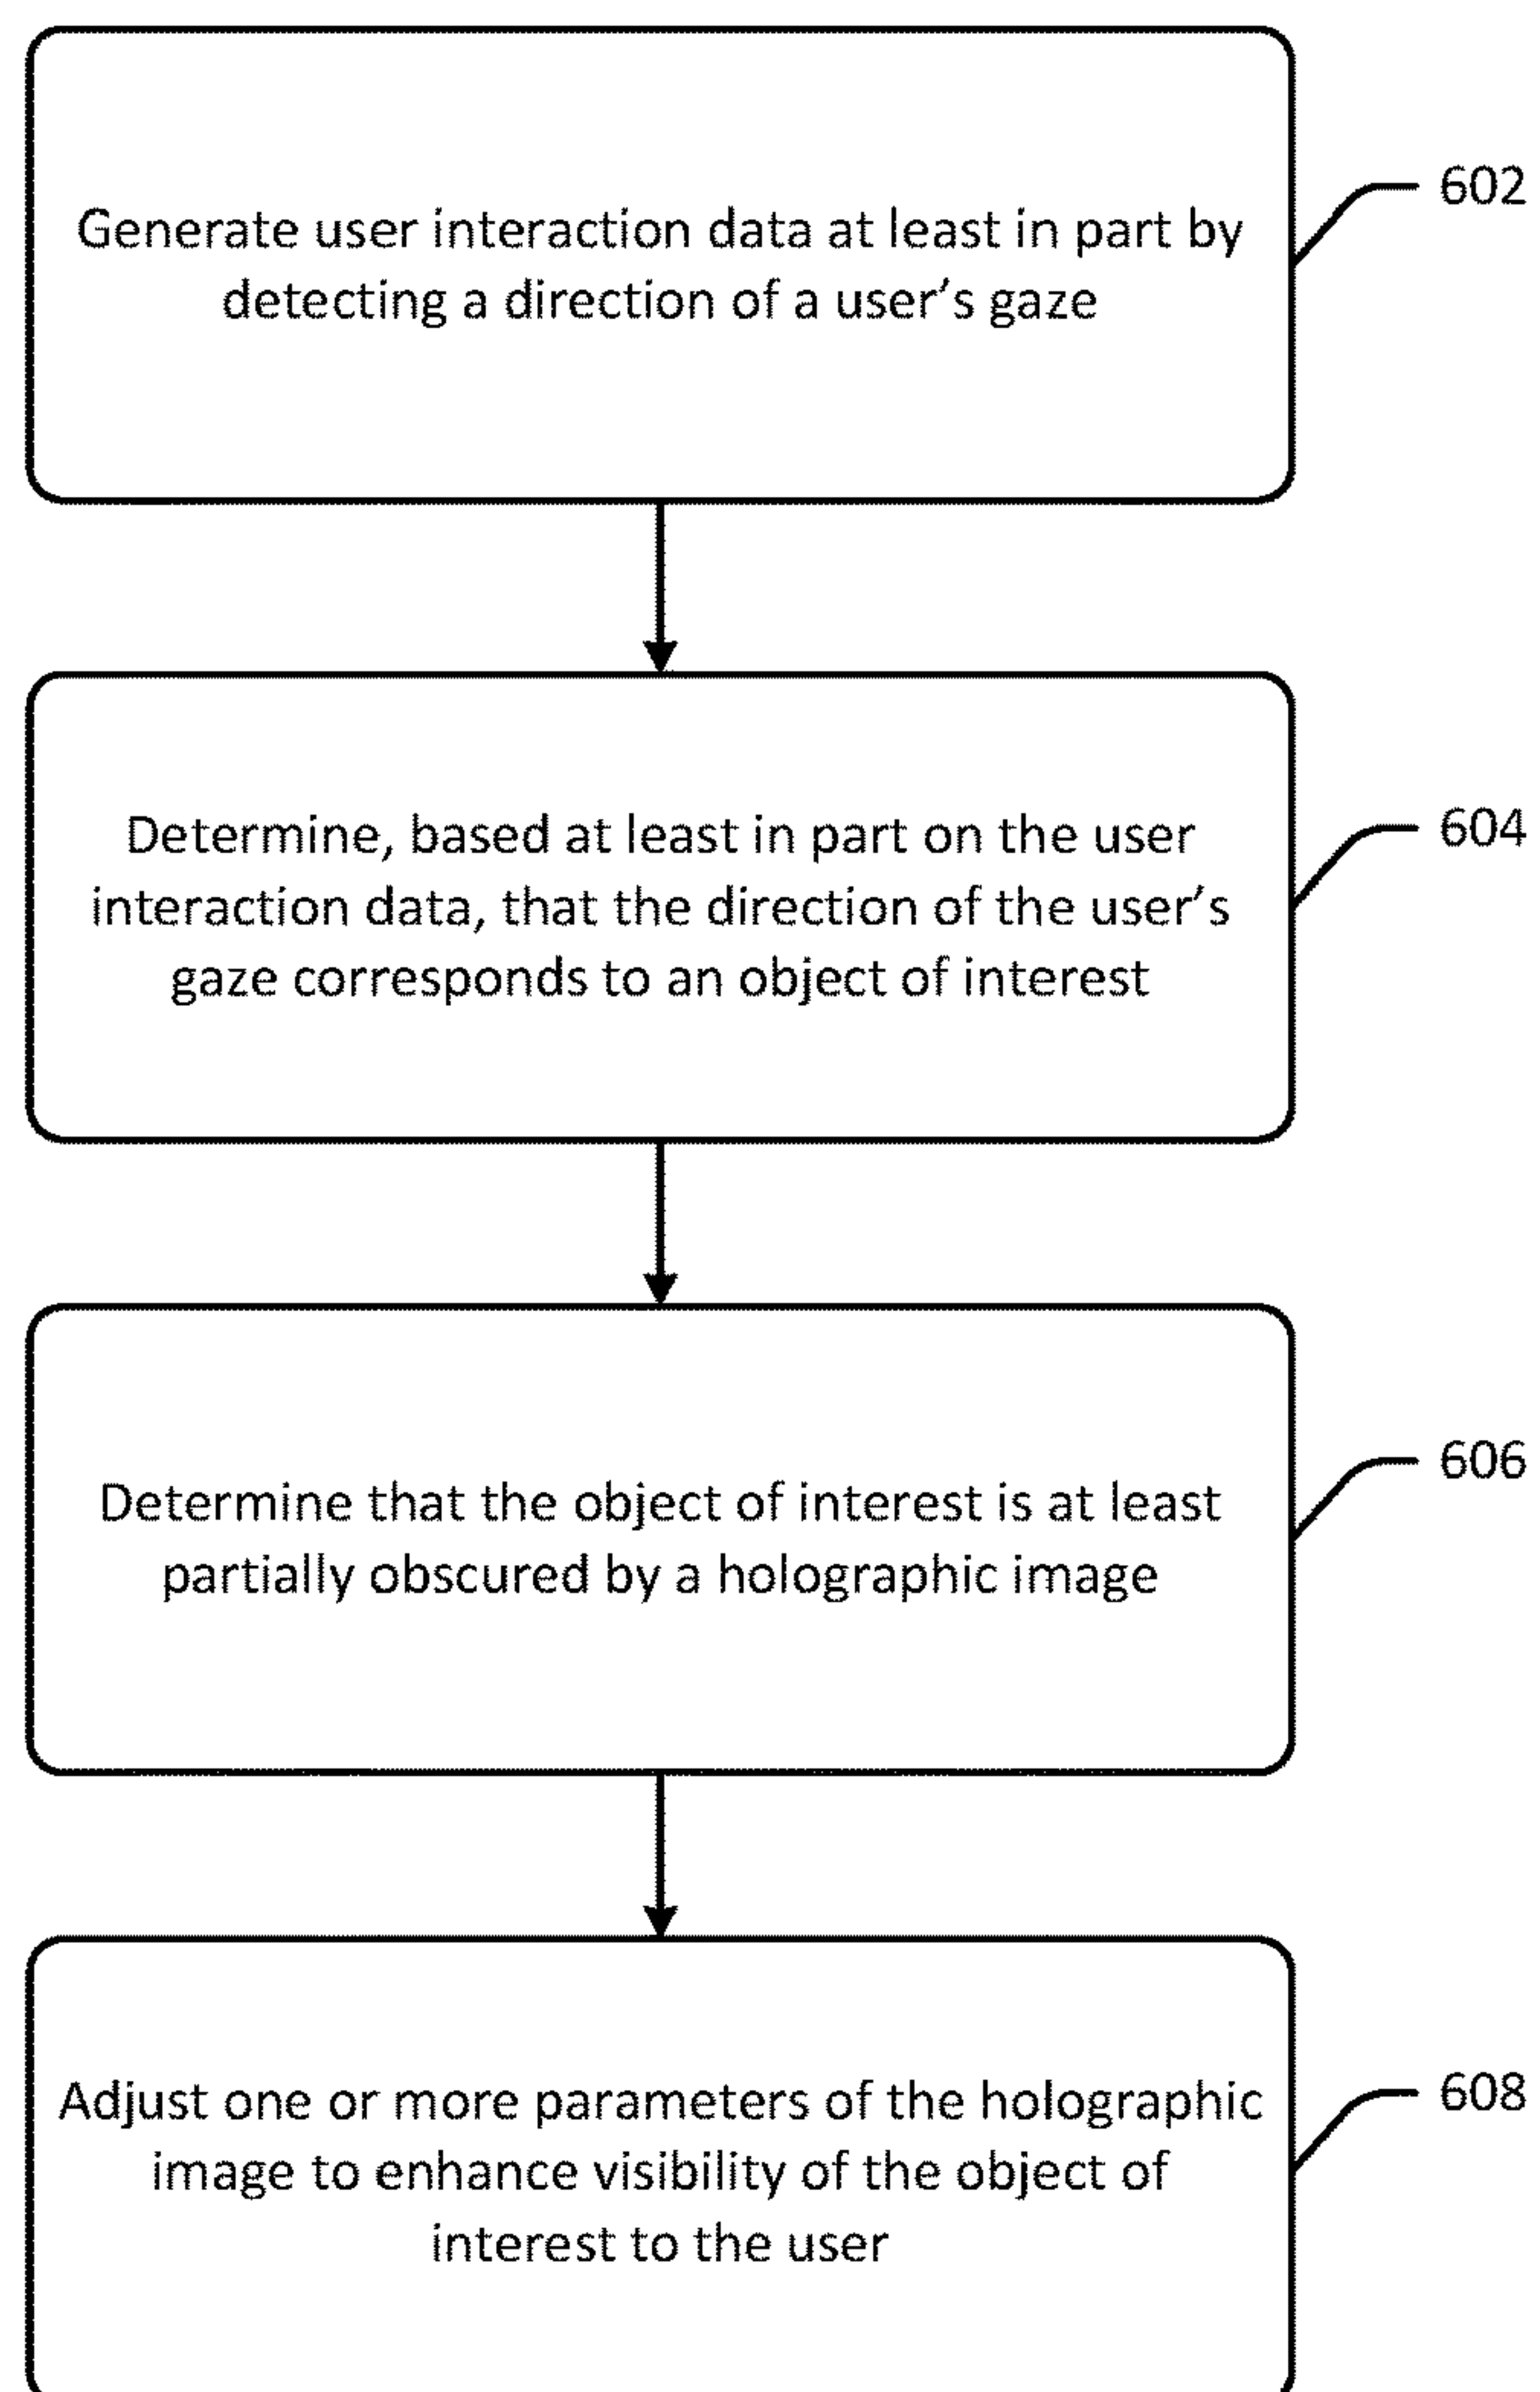 Generate user interaction data at least in part by
detecting a direction of a user's gaze
602
Determine, based at least in part on the user
interaction data, that the direction of the user's
gaze corresponds to an object of interest
604
Determine that the object of interest is at least
partially obscured by a holographic image
606
Adjust one or more parameters of the holographic
image to enhance visibility of the object of
interest to the user
608